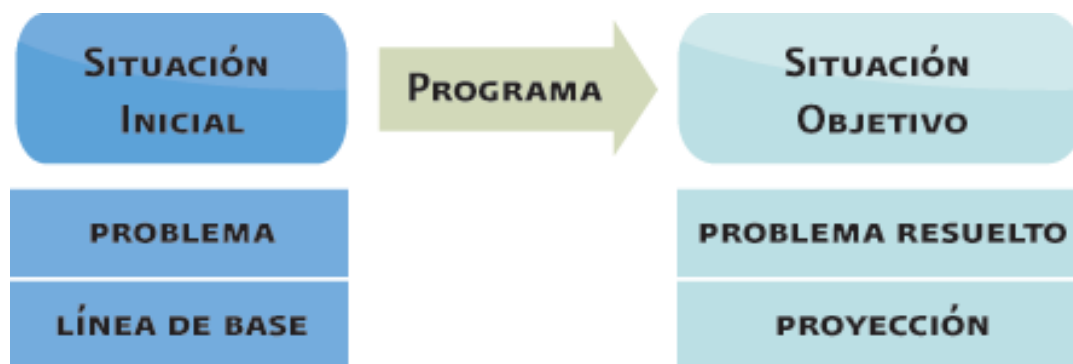 SITUACIÓN
INICIAL
PROGRAMA
SITUACIÓN
OBJETIVO
PROBLEMA
PROBLEMA RESUELTO
LÍNEA DE BASE
PROYECCIÓN